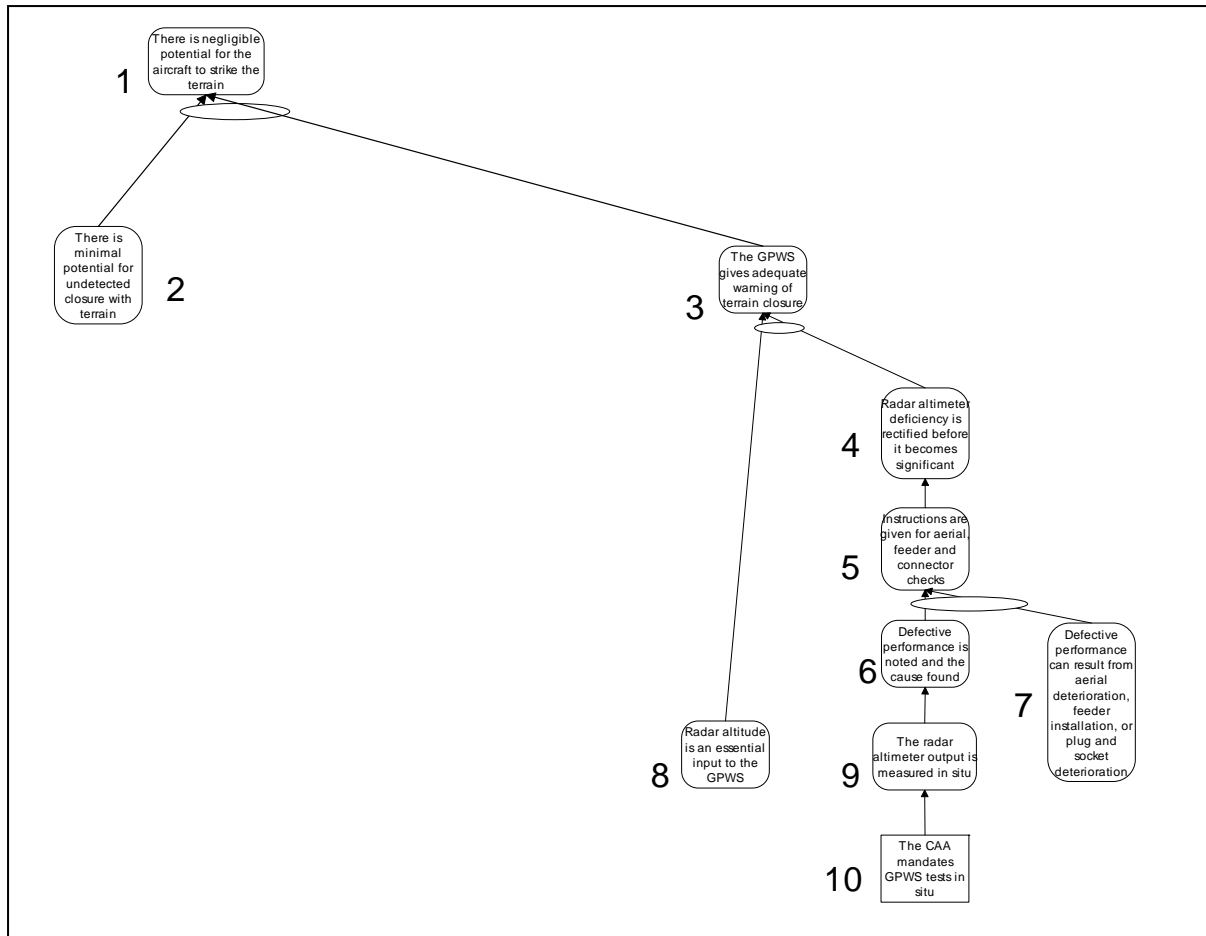 There is negligible
potential for the
aircraft to strike the
terrain
1
There is
minimal
potential for
undetected closure with
terrain
2
The GPWS
gives adequate
warning of
terrain closure
3
Radar altimeter
deficiency is
rectified before
it becomes
significant
4
Instructions are
given for aerial,
feeder and
connector
checks
5
Defective
performance is
noted and the
cause found
6
Defective
performance
can result from
aerial
deterioration,
feeder
installation, or
plug and
socket
deterioration
7
Radar altitude
is an essential
input to the
GPWS
8
The radar
altimeter output is
measured in situ
9
The CAA
mandates
GPWS tests in
situ
10